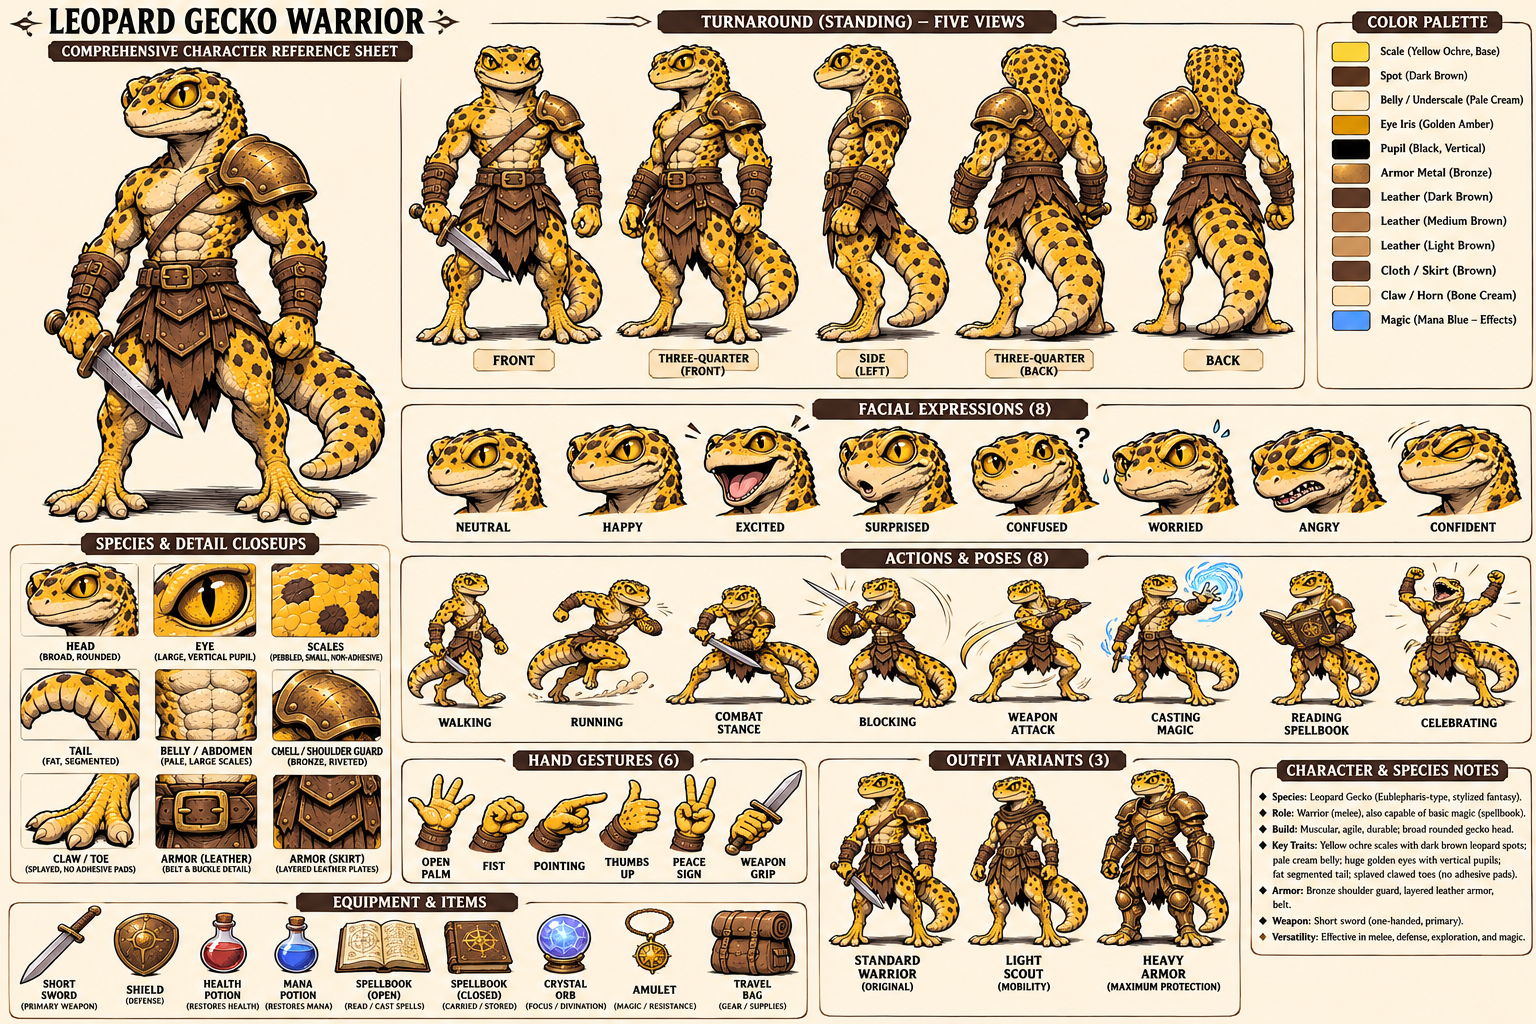 LEOPARD GECKO WARRIOR
COMPREHENSIVE CHARACTER REFERENCE SHEET
TURNAROUND (STANDING) – FIVE VIEWS
FRONT
THREE-QUARTER
(FRONT)
SIDE
(LEFT)
THREE-QUARTER
(BACK)
BACK
COLOR PALETTE
Scale (Yellow Ochre, Base)
Spot (Dark Brown)
Belly / Underscale (Pale Cream)
Eye Iris (Golden Amber)
Pupil (Black, Vertical)
Armor Metal (Bronze)
Leather (Dark Brown)
Leather (Medium Brown)
Leather (Light Brown)
Cloth / Skirt (Brown)
Claw / Horn (Bone Cream)
Magic (Mana Blue – Effects)
FACIAL EXPRESSIONS (8)
?
NEUTRAL
HAPPY
EXCITED
SURPRISED
CONFUSED
WORRIED
ANGRY
CONFIDENT
SPECIES & DETAIL CLOSEUPS
HEAD
(BROAD, ROUNDED)
EYE
(LARGE, VERTICAL PUPIL)
SCALES
(PEBBLED, SMALL, NON-ADHESIVE)
TAIL
(FAT, SEGMENTED)
BELLY / ABDOMEN
(PALE, LARGE SCALES)
CMELL / SHOULDER GUARD
(BRONZE, RIVETED)
CLAW / TOE
(SPLAYED, NO ADHESIVE PADS)
ARMOR (LEATHER)
(BELT & BUCKLE DETAIL)
ARMOR (SKIRT)
(LAYERED LEATHER PLATES)
ACTIONS & POSES (8)
WALKING
RUNNING
COMBAT
STANCE
BLOCKING
WEAPON
ATTACK
CASTING
MAGIC
READING
SPELLBOOK
CELEBRATING
HAND GESTURES (6)
OPEN
PALM
FIST
POINTING
THUMBS
UP
PEACE
SIGN
WEAPON
GRIP
OUTFIT VARIANTS (3)
STANDARD
WARRIOR
(ORIGINAL)
LIGHT
SCOUT
(MOBILITY)
HEAVY
ARMOR
(MAXIMUM PROTECTION)
CHARACTER & SPECIES NOTES
◆ Species: Leopard Gecko (Eublepharis-type, stylized fantasy).
◆ Role: Warrior (melee), also capable of basic magic (spellbook).
◆ Build: Muscular, agile, durable; broad rounded gecko head.
◆ Key Traits: Yellow ochre scales with dark brown leopard spots;
pale cream belly; huge golden eyes with vertical pupils;
fat segmented tail; splayed clawed toes (no adhesive pads).
◆ Armor: Bronze shoulder guard, layered leather armor,
belt.
◆ Weapon: Short sword (one-handed, primary).
◆ Versatility: Effective in melee, defense, exploration, and magic.
EQUIPMENT & ITEMS
SHORT
SWORD
(PRIMARY WEAPON)
SHIELD
(DEFENSE)
HEALTH
POTION
(RESTORES HEALTH)
MANA
POTION
(RESTORES MANA)
SPELLBOOK
(OPEN)
(READ / CAST SPELLS)
SPELLBOOK
(CLOSED)
(CARRIED / STORED)
CRYSTAL
ORB
(FOCUS / DIVINATION)
AMULET
(MAGIC / RESISTANCE)
TRAVEL
BAG
(GEAR / SUPPLIES)